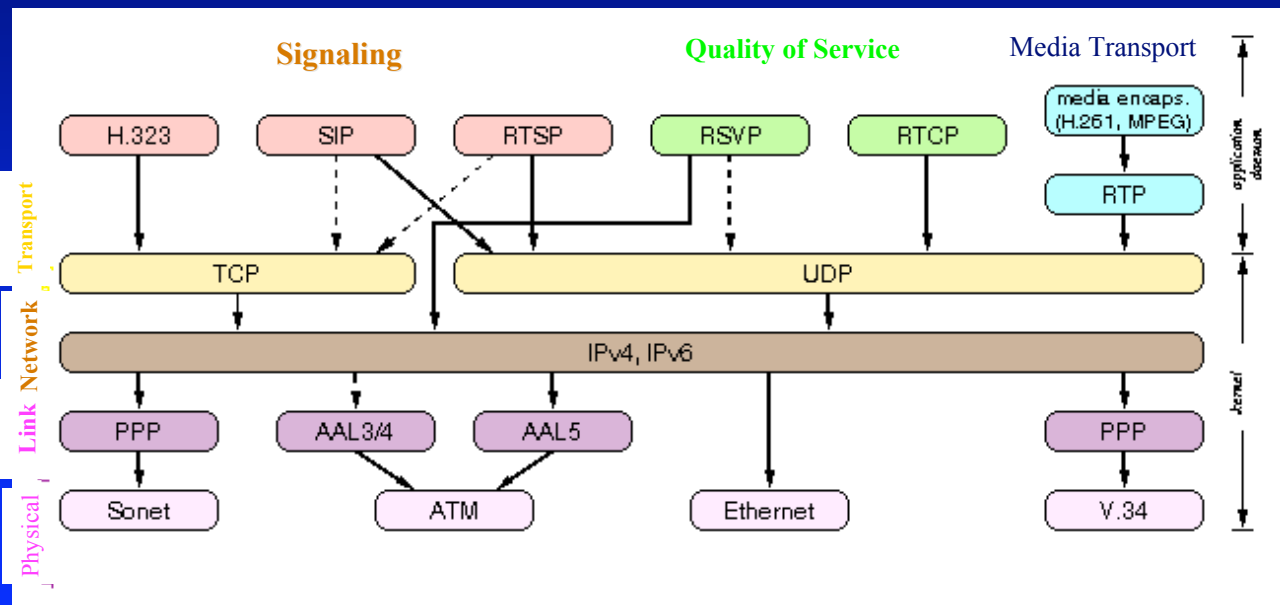 Signaling
Quality of Service
Media Transport
H.323
SIP
RTSP
RSVP
RTCP
media encaps.
(H.261, MPEG)
RTP
application
daemon
Transport
TCP
UDP
Network
IPv4, IPv6
kernel
Link
PPP
AAL3/4
AAL5
PPP
Physical
Sonet
ATM
Ethernet
V.34